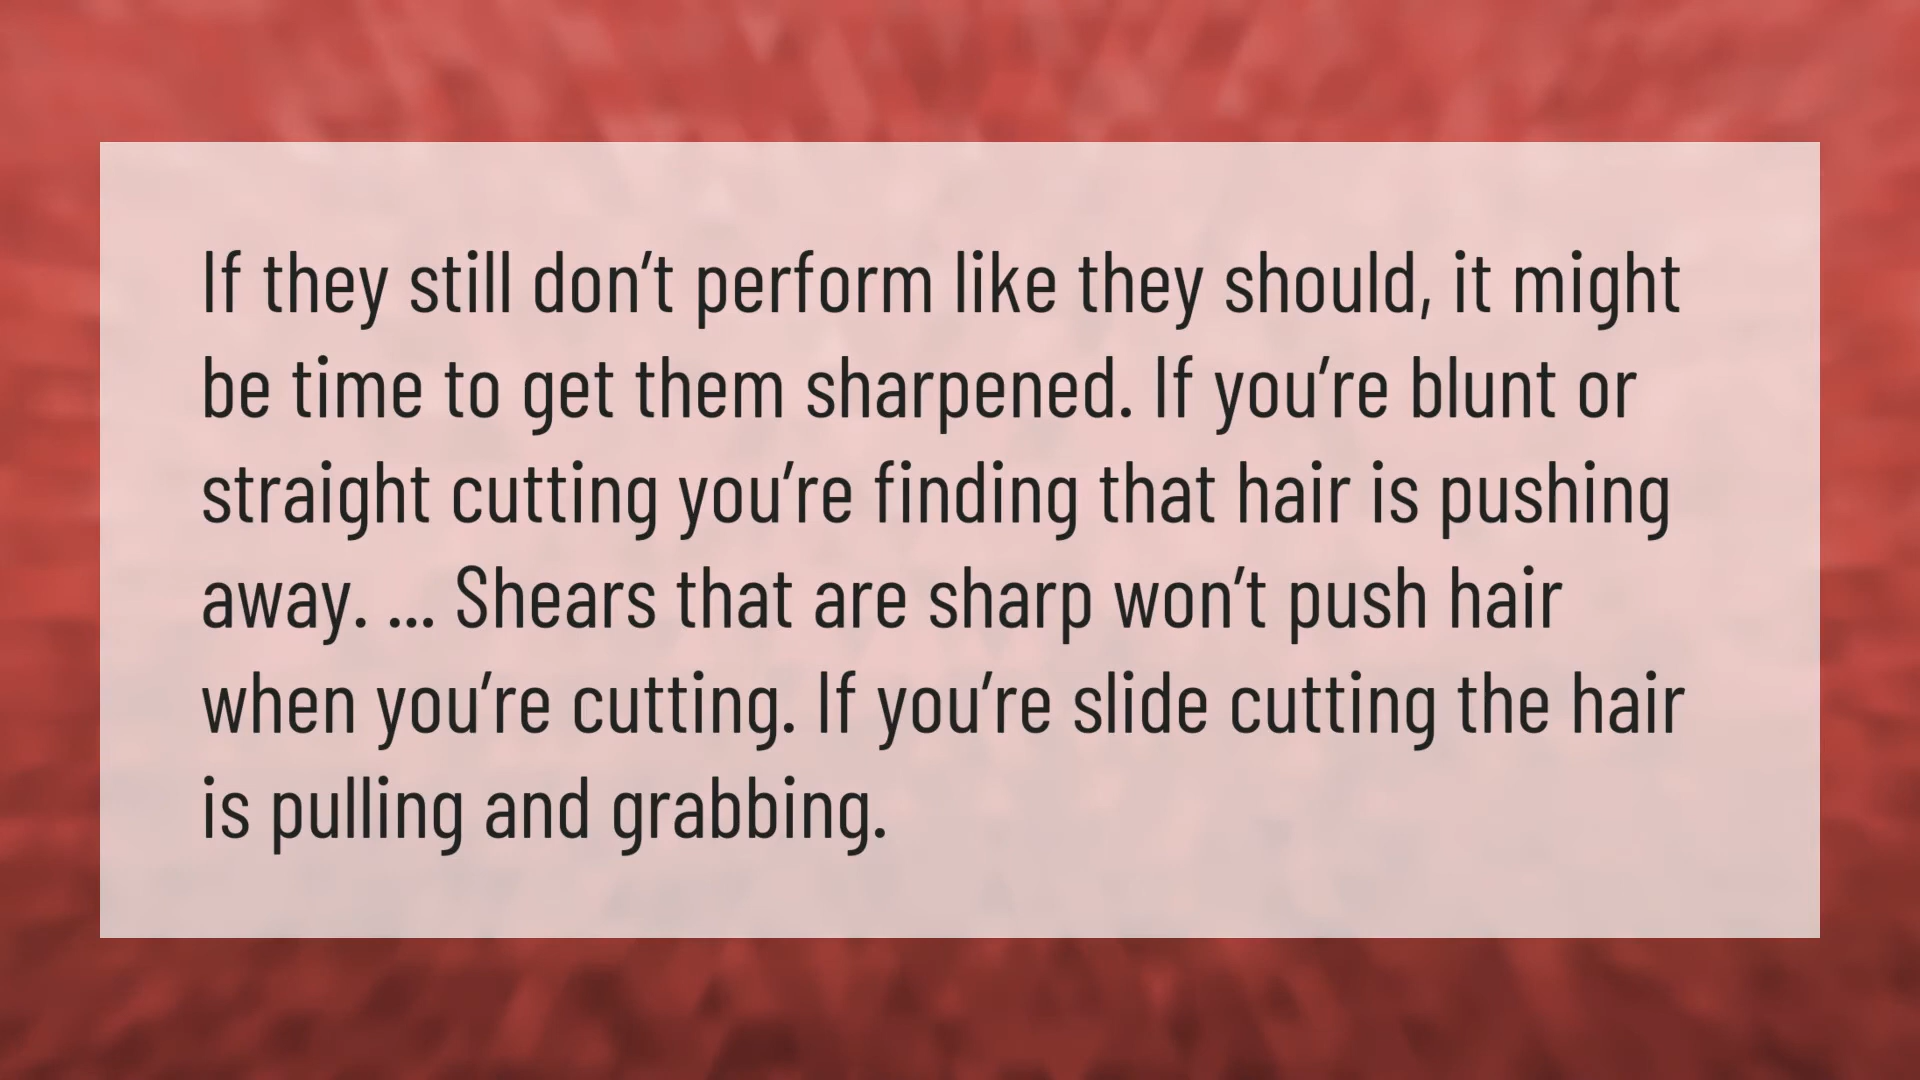 If they still don’t perform like they should, it might
be time to get them sharpened. If you’re blunt or
straight cutting you’re finding that hair is pushing
away. ... Shears that are sharp won’t push hair
when you’re cutting. If you’re slide cutting the hair
is pulling and grabbing.